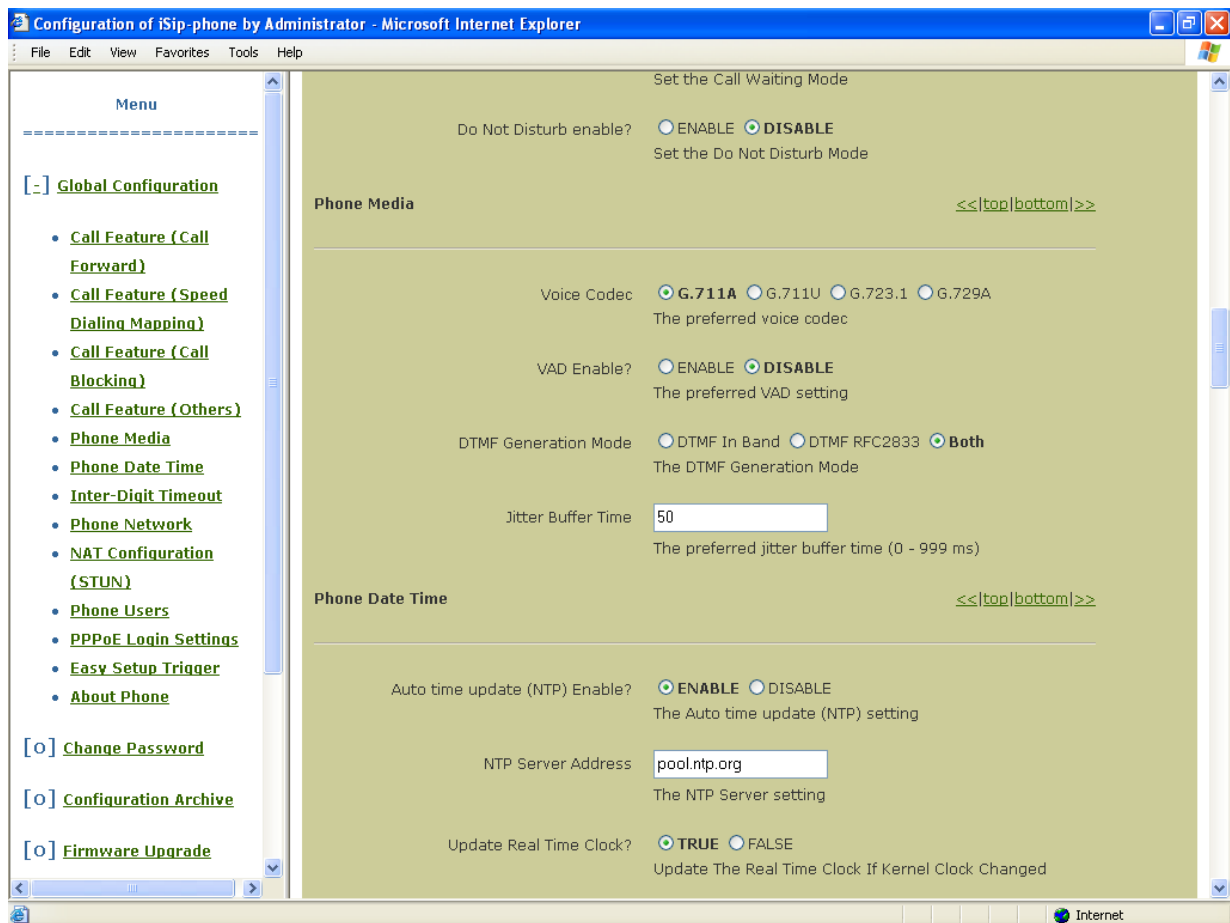 Configuration of iSip-phone by Administrator - Microsoft Internet Explorer
File Edit View Favorites Tools Help
Menu
=======================
[-] Global Configuration
• Call Feature (Call
Forward)
• Call Feature (Speed
Dialing Mapping)
• Call Feature (Call
Blocking)
• Call Feature (Others)
• Phone Media
• Phone Date Time
• Inter-Digit Timeout
• Phone Network
• NAT Configuration
(STUN)
• Phone Users
• PPPoE Login Settings
• Easy Setup Trigger
• About Phone
[o] Change Password
[o] Configuration Archive
[o] Firmware Upgrade
Set the Call Waiting Mode
Do Not Disturb enable? ENABLE DISABLE
Set the Do Not Disturb Mode
Phone Media <<|top|bottom|>>
Voice Codec G.711A G.711U G.723.1 G.729A
The preferred voice codec
VAD Enable? ENABLE DISABLE
The preferred VAD setting
DTMF Generation Mode DTMF In Band DTMF RFC2833 Both
The DTMF Generation Mode
Jitter Buffer Time 50
The preferred jitter buffer time (0 - 999 ms)
Phone Date Time <<|top|bottom|>>
Auto time update (NTP) Enable? ENABLE DISABLE
The Auto time update (NTP) setting
NTP Server Address pool.ntp.org
The NTP Server setting
Update Real Time Clock? TRUE FALSE
Update The Real Time Clock If Kernel Clock Changed
Internet